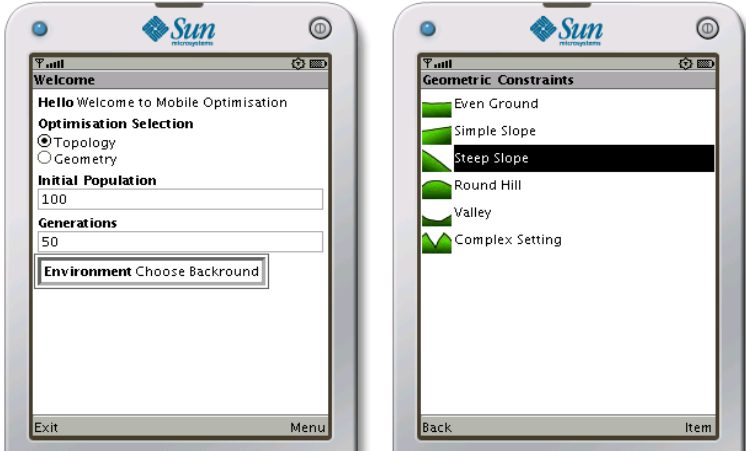 Sun
microsystems
Welcome
Hello Welcome to Mobile Optimisation
Optimisation Selection
Topology
Geometry
Initial Population
100
Generations
50
Environment Choose Backround
Exit Menu
Sun
microsystems
Geometric Constraints
Even Ground
Simple Slope
Steep Slope
Round Hill
Valley
Complex Setting
Back Item